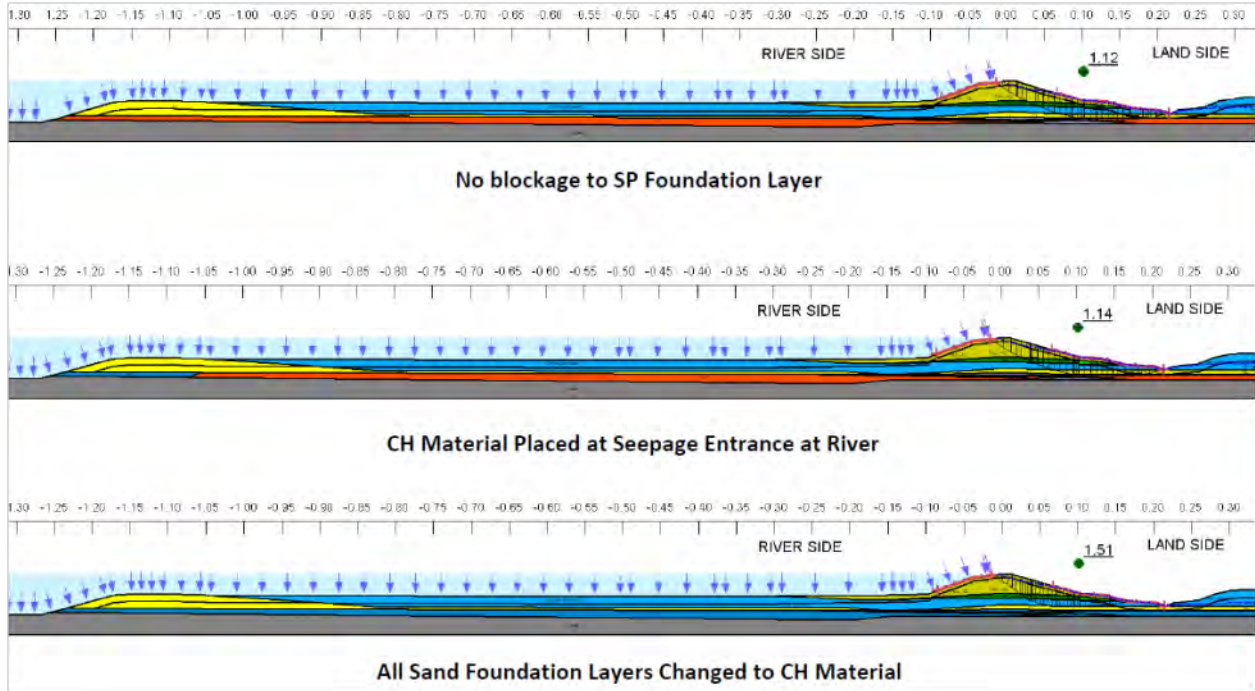 1.30 -1.25 -1.20 -1.15 -1.10 -1.05 -1.00 -0.95 -0.90 -0.85 -0.80 -0.75 -0.70 -0.65 -0.60 -0.55 -0.50 -0.45 -0.40 -0.35 -0.30 -0.25 -0.20 -0.15 -0.10 -0.05 0.00 0.05 0.10 0.15 0.20 0.25 0.30
RIVER SIDE 1.12 LAND SIDE
No blockage to SP Foundation Layer
1.30 -1.25 -1.20 -1.15 -1.10 -1.05 -1.00 -0.95 -0.90 -0.85 -0.80 -0.75 -0.70 -0.65 -0.60 -0.55 -0.50 -0.45 -0.40 -0.35 -0.30 -0.25 -0.20 -0.15 -0.10 -0.05 0.00 0.05 0.10 0.15 0.20 0.25 0.30
RIVER SIDE 1.14 LAND SIDE
CH Material Placed at Seepage Entrance at River
1.30 -1.25 -1.20 -1.15 -1.10 -1.05 -1.00 -0.95 -0.90 -0.85 -0.80 -0.75 -0.70 -0.65 -0.60 -0.55 -0.50 -0.45 -0.40 -0.35 -0.30 -0.25 -0.20 -0.15 -0.10 -0.05 0.00 0.05 0.10 0.15 0.20 0.25 0.30
RIVER SIDE 1.51 LAND SIDE
All Sand Foundation Layers Changed to CH Material